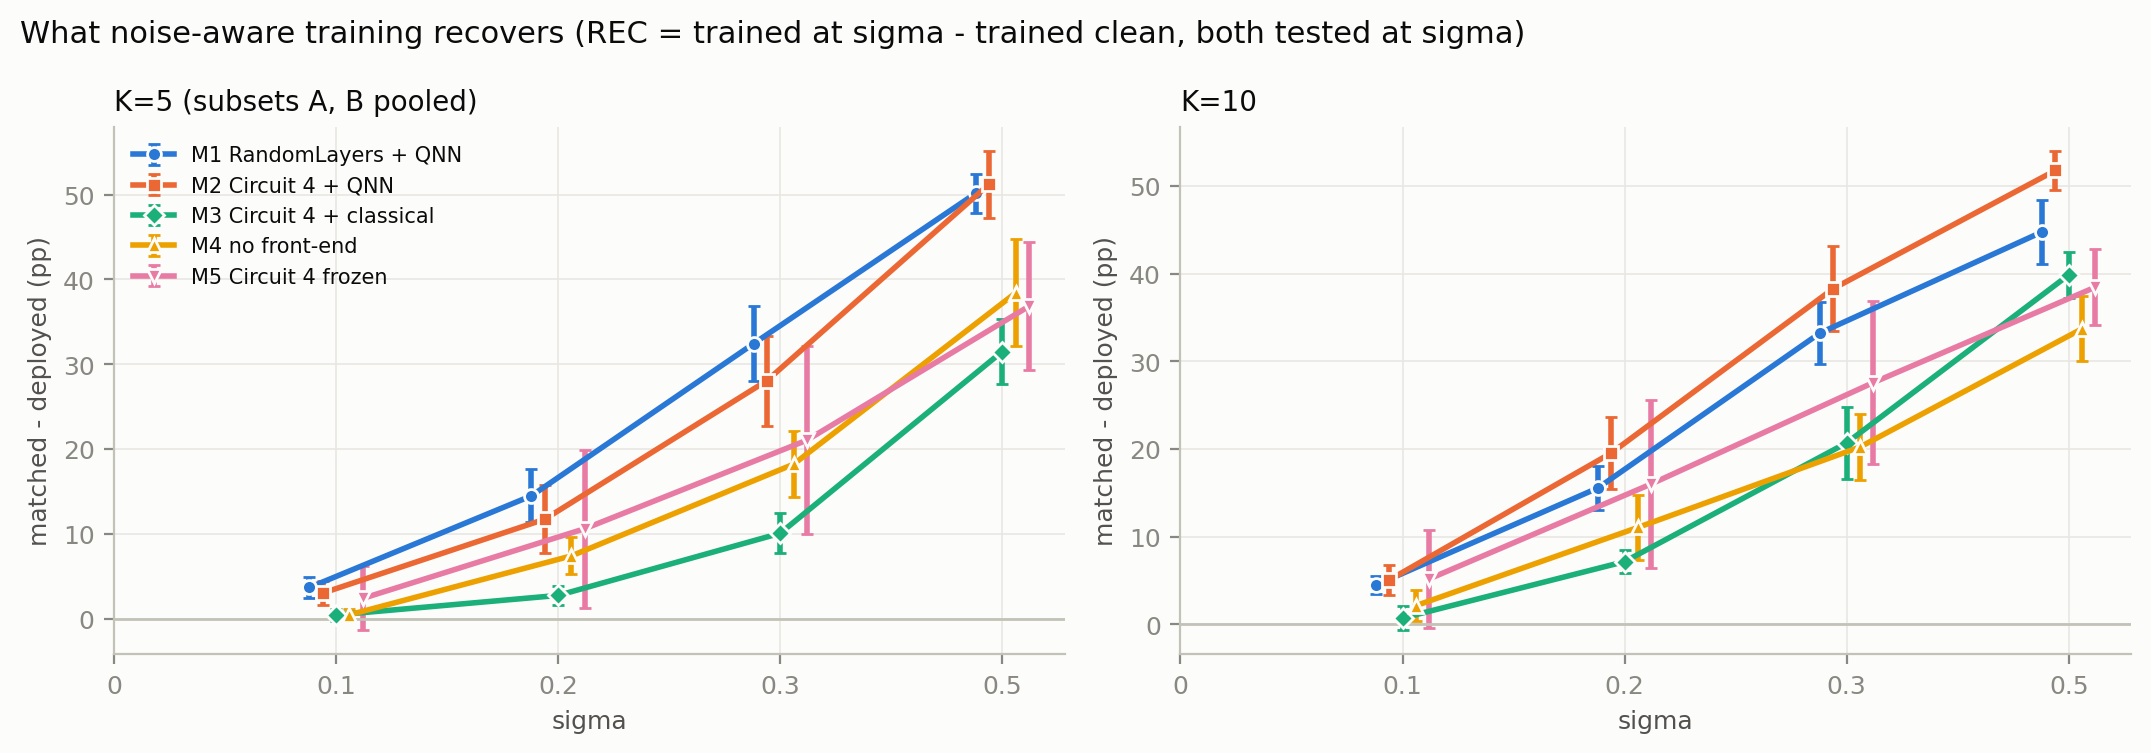 What noise-aware training recovers (REC = trained at sigma - trained clean, both tested at sigma)
K=5 (subsets A, B pooled)
M1 RandomLayers + QNN
M2 Circuit 4 + QNN
M3 Circuit 4 + classical
M4 no front-end
M5 Circuit 4 frozen
matched - deployed (pp)
50
40
30
20
10
0
0 0.1 0.2 0.3 0.5
sigma
K=10
matched - deployed (pp)
50
40
30
20
10
0
0 0.1 0.2 0.3 0.5
sigma